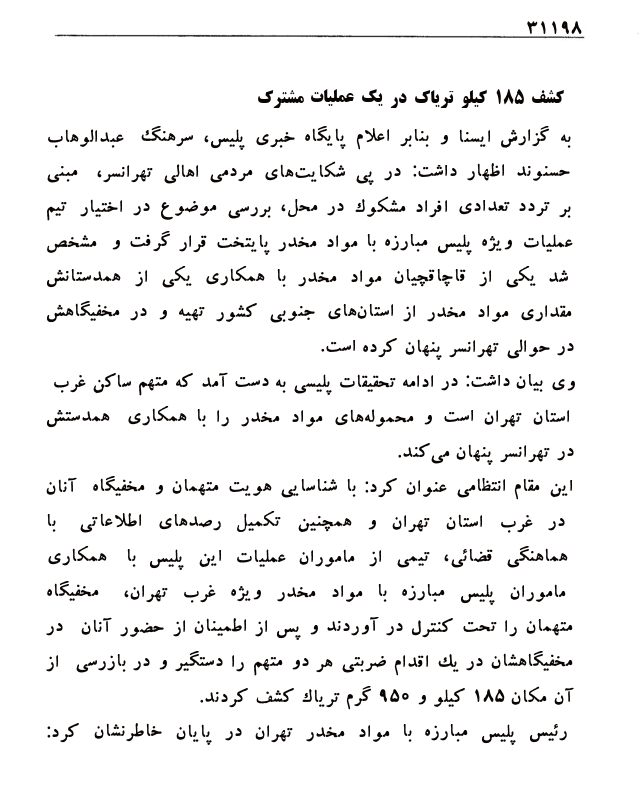 ۳۱۱۹۸
کشف ۱۸۵ کیلو تریاک در یک عملیات مشترک
به گزارش ایسنا و بنابر اعلام پایگاه خبری پلیس، سرهنگ عبدالوهاب
حسنوند اظهار داشت: در پی شکایت‌های مردمی اهالی تهرانسر، مبنی
بر تردد تعدادی افراد مشکوك در محل، بررسی موضوع در اختیار تیم
عملیات ویژه پلیس مبارزه با مواد مخدر پایتخت قرار گرفت و مشخص
شد یکی از قاچاقچیان مواد مخدر با همکاری یکی از همدستانش
مقداری مواد مخدر از استان‌های جنوبی کشور تهیه و در مخفیگاهش
در حوالی تهرانسر پنهان کرده است.
وی بیان داشت: در ادامه تحقیقات پلیسی به دست آمد که متهم ساکن غرب
استان تهران است و محموله‌های مواد مخدر را با همکاری همدستش
در تهرانسر پنهان می‌کند.
این مقام انتظامی عنوان کرد: با شناسایی هویت متهمان و مخفیگاه آنان
در غرب استان تهران و همچنین تکمیل رصدهای اطلاعاتی با
هماهنگی قضائی، تیمی از ماموران عملیات این پلیس با همکاری
ماموران پلیس مبارزه با مواد مخدر ویژه غرب تهران، مخفیگاه
متهمان را تحت کنترل در آوردند و پس از اطمینان از حضور آنان در
مخفیگاهشان در یك اقدام ضربتی هر دو متهم را دستگیر و در بازرسی از
آن مکان ۱۸۵ کیلو و ۹۵۰ گرم تریاك کشف کردند.
رئیس پلیس مبارزه با مواد مخدر تهران در پایان خاطرنشان کرد: